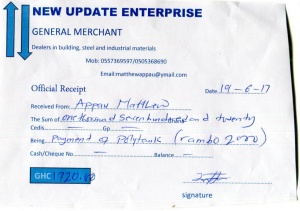 NEW UPDATE ENTERPRISE
GENERAL MERCHANT
Dealers in building, steel and industrial materials
Mob: 0557369597/0505368690
Email:matthewappau@ymail.com
Official Receipt
Date 19-6-17
Received From: Appau Matthew
The Sum of one thousand seven hundred and twenty
Cedis — Gp —
Being payment of Polytank (rambo 2000)
Cash/Cheque No — Balance —
GHC 1720.00
signature